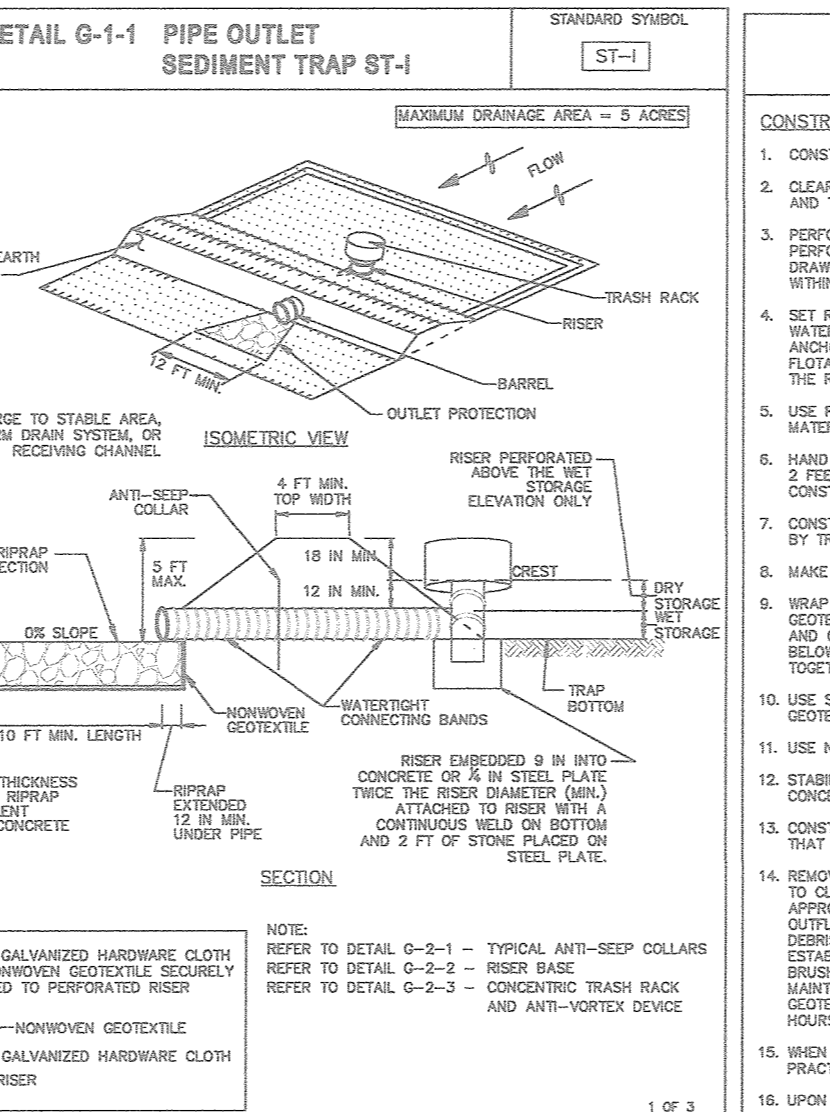 ETAIL G-1-1 PIPE OUTLET
SEDIMENT TRAP ST-I
STANDARD SYMBOL
ST-I
MAXIMUM DRAINAGE AREA = 5 ACRES
FLOW
EARTH
TRASH RACK
RISER
12 FT MIN.
BARREL
OUTLET PROTECTION
RGE TO STABLE AREA,
RM DRAIN SYSTEM, OR
RECEIVING CHANNEL
ISOMETRIC VIEW
RISER PERFORATED
ABOVE THE WET
STORAGE
ELEVATION ONLY
4 FT MIN.
TOP WIDTH
ANTI-SEEP
COLLAR
RIPRAP
ECTION
5 FT
MAX.
18 IN MIN.
12 IN MIN.
CREST
DRY
STORAGE
WET
STORAGE
0% SLOPE
TRAP
BOTTOM
NONWOVEN
GEOTEXTILE
WATERTIGHT
CONNECTING BANDS
10 FT MIN. LENGTH
THICKNESS
RIPRAP
LENT
CONCRETE
RIPRAP
EXTENDED
12 IN MIN.
UNDER PIPE
RISER EMBEDDED 9 IN INTO
CONCRETE OR ¼ IN STEEL PLATE
TWICE THE RISER DIAMETER (MIN.)
ATTACHED TO RISER WITH A
CONTINUOUS WELD ON BOTTOM
AND 2 FT OF STONE PLACED ON
STEEL PLATE.
SECTION
GALVANIZED HARDWARE CLOTH
ONWOVEN GEOTEXTILE SECURELY
ED TO PERFORATED RISER
NONWOVEN GEOTEXTILE
GALVANIZED HARDWARE CLOTH
RISER
NOTE:
REFER TO DETAIL G-2-1 - TYPICAL ANTI-SEEP COLLARS
REFER TO DETAIL G-2-2 - RISER BASE
REFER TO DETAIL G-2-3 - CONCENTRIC TRASH RACK
AND ANTI-VORTEX DEVICE
1 OF 3
CONSTR
1. CONST
2. CLEAR
AND T
3. PERFO
PERFO
DRAW
WITHIN
4. SET R
WATER
ANCHO
FLOTA
THE R
5. USE F
MATER
6. HAND
2 FEE
CONST
7. CONST
BY TR
8. MAKE
9. WRAP
GEOTE
AND O
BELOW
TOGET
10. USE S
GEOTE
11. USE N
12. STABIL
CONCE
13. CONST
THAT
14. REMOV
TO CL
APPRO
OUTFL
DEBRIS
ESTAB
BRUSH
MAINT
GEOTE
HOURS
15. WHEN
PRACT
16. UPON